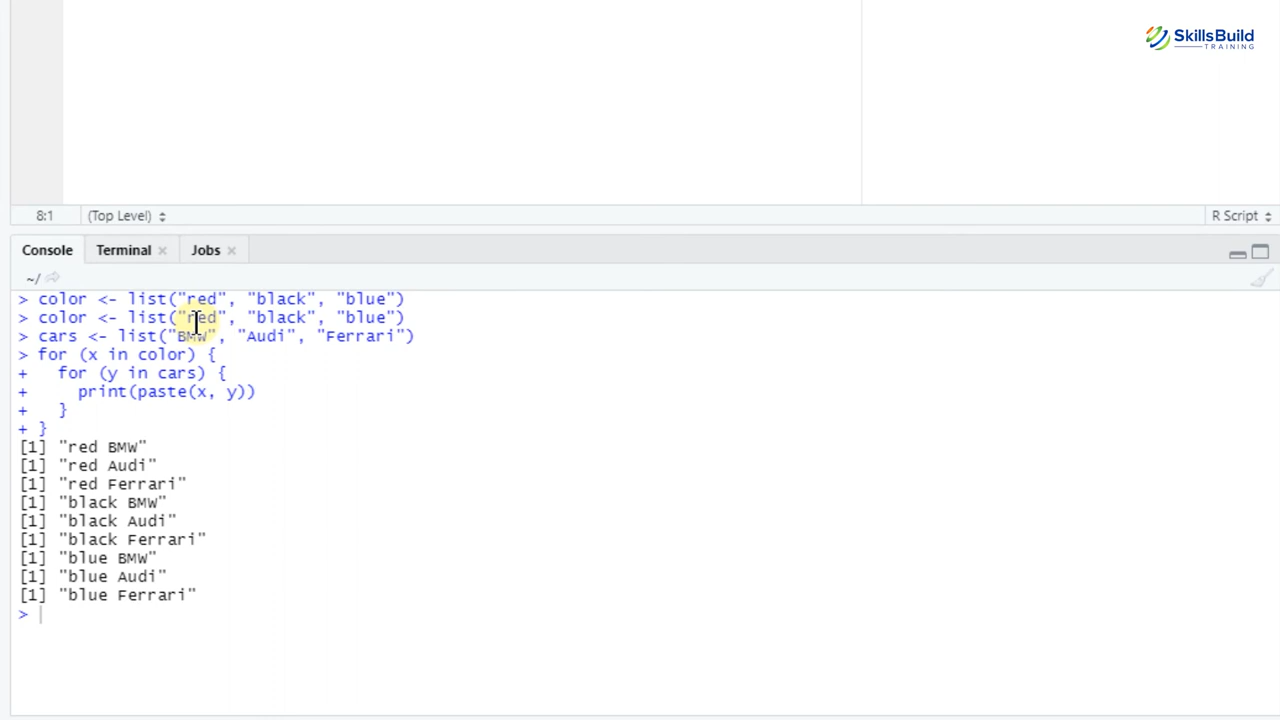 SkillsBuild
TRAINING
8:1 (Top Level) R Script
Console Terminal Jobs
~/
> color <- list("red", "black", "blue")
> color <- list("red", "black", "blue")
> cars <- list("BMW", "Audi", "Ferrari")
> for (x in color) {
+   for (y in cars) {
+     print(paste(x, y))
+   }
+ }
[1] "red BMW"
[1] "red Audi"
[1] "red Ferrari"
[1] "black BMW"
[1] "black Audi"
[1] "black Ferrari"
[1] "blue BMW"
[1] "blue Audi"
[1] "blue Ferrari"
>